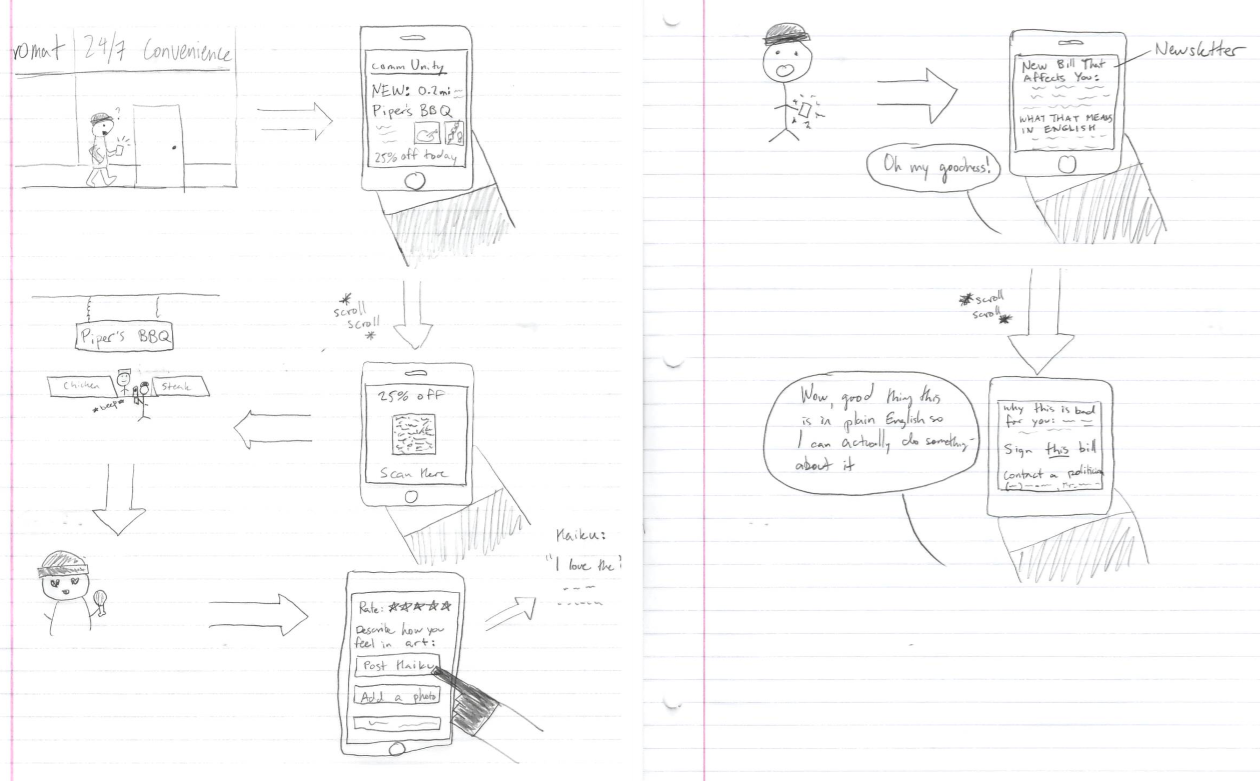 romat
24/7 Convenience
?
Comm Unity
NEW: 0.2mi
Piper's BBQ
25% off today
*
scroll
scroll
*
25% off
Scan Here
Piper's BBQ
Chicken
Steak
*beep*
Rate:
Describe how you
feel in art:
Post Haiku
Add a photo
Haiku:
"I love the
Newsletter
New Bill That
Affects You:
WHAT THAT MEANS
IN ENGLISH
Oh my goodness!
scroll
scroll
Wow, good thing this
is in plain English so
I can actually do something
about it
Why this is bad
for you:
Sign this bill
Contact a politicia